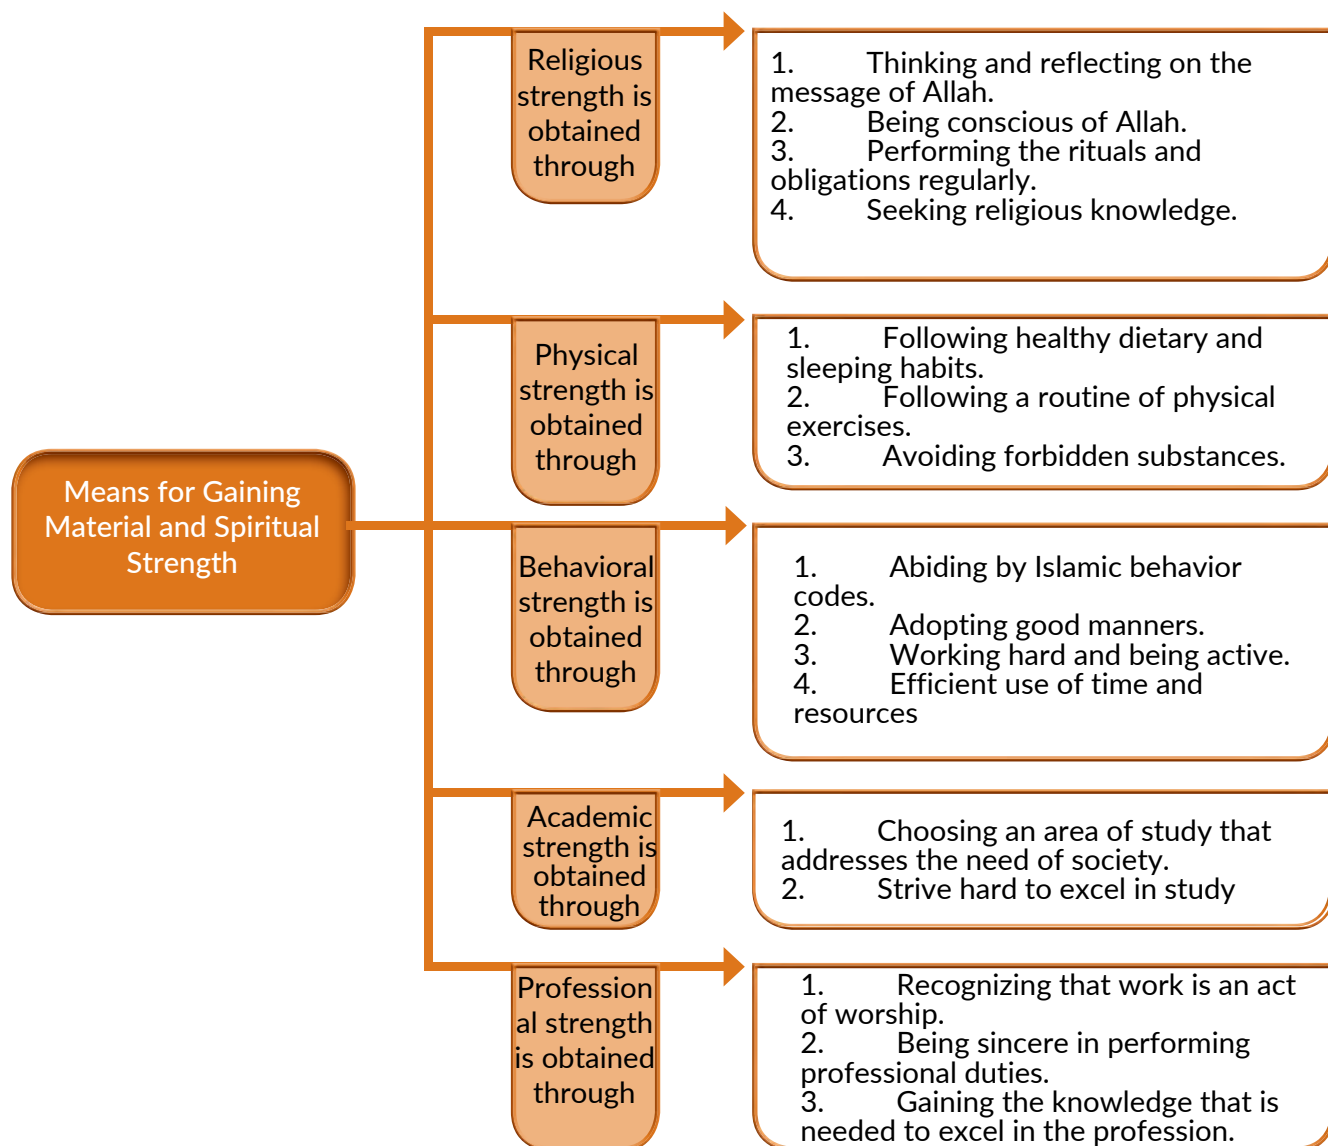 Means for Gaining
Material and Spiritual
Strength
Religious
strength is
obtained
through
1. Thinking and reflecting on the
message of Allah.
2. Being conscious of Allah.
3. Performing the rituals and
obligations regularly.
4. Seeking religious knowledge.
Physical
strength is
obtained
through
1. Following healthy dietary and
sleeping habits.
2. Following a routine of physical
exercises.
3. Avoiding forbidden substances.
Behavioral
strength is
obtained
through
1. Abiding by Islamic behavior
codes.
2. Adopting good manners.
3. Working hard and being active.
4. Efficient use of time and
resources
Academic
strength is
obtained
through
1. Choosing an area of study that
addresses the need of society.
2. Strive hard to excel in study
Profession
al strength
is obtained
through
1. Recognizing that work is an act
of worship.
2. Being sincere in performing
professional duties.
3. Gaining the knowledge that is
needed to excel in the profession.